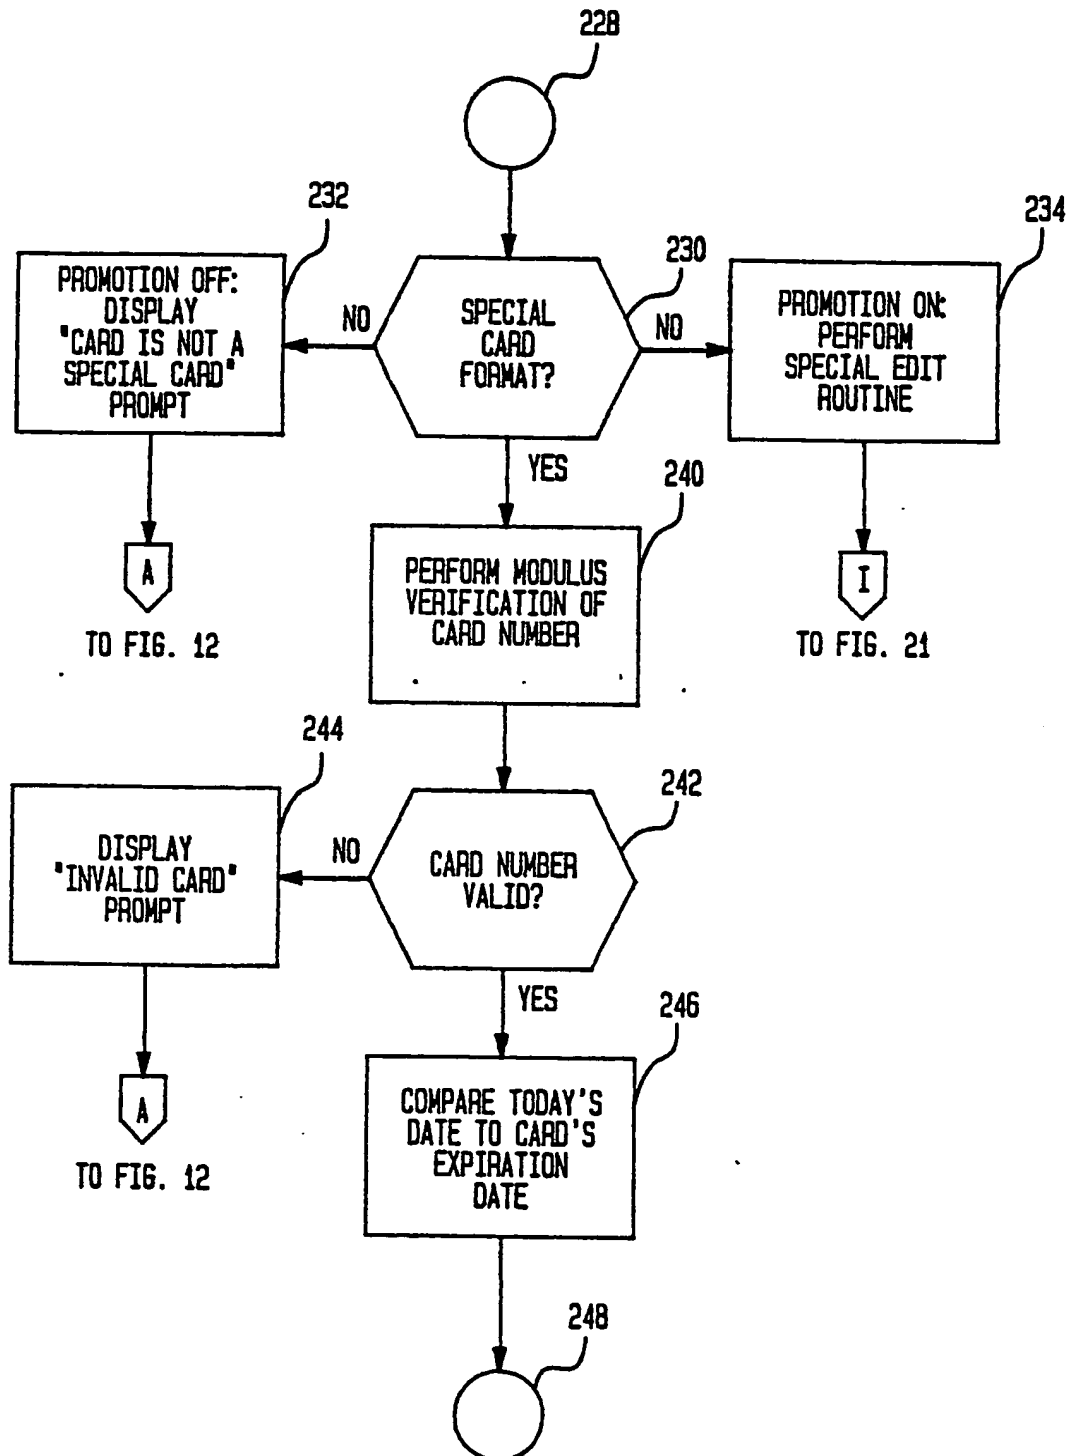 228
232
PROMOTION OFF:
DISPLAY
"CARD IS NOT A
SPECIAL CARD"
PROMPT
NO
230
SPECIAL
CARD
FORMAT?
NO
234
PROMOTION ON:
PERFORM
SPECIAL EDIT
ROUTINE
YES
240
A
TO FIG. 12
PERFORM MODULUS
VERIFICATION OF
CARD NUMBER
I
TO FIG. 21
244
DISPLAY
"INVALID CARD"
PROMPT
NO
242
CARD NUMBER
VALID?
YES
246
A
TO FIG. 12
COMPARE TODAY'S
DATE TO CARD'S
EXPIRATION
DATE
248